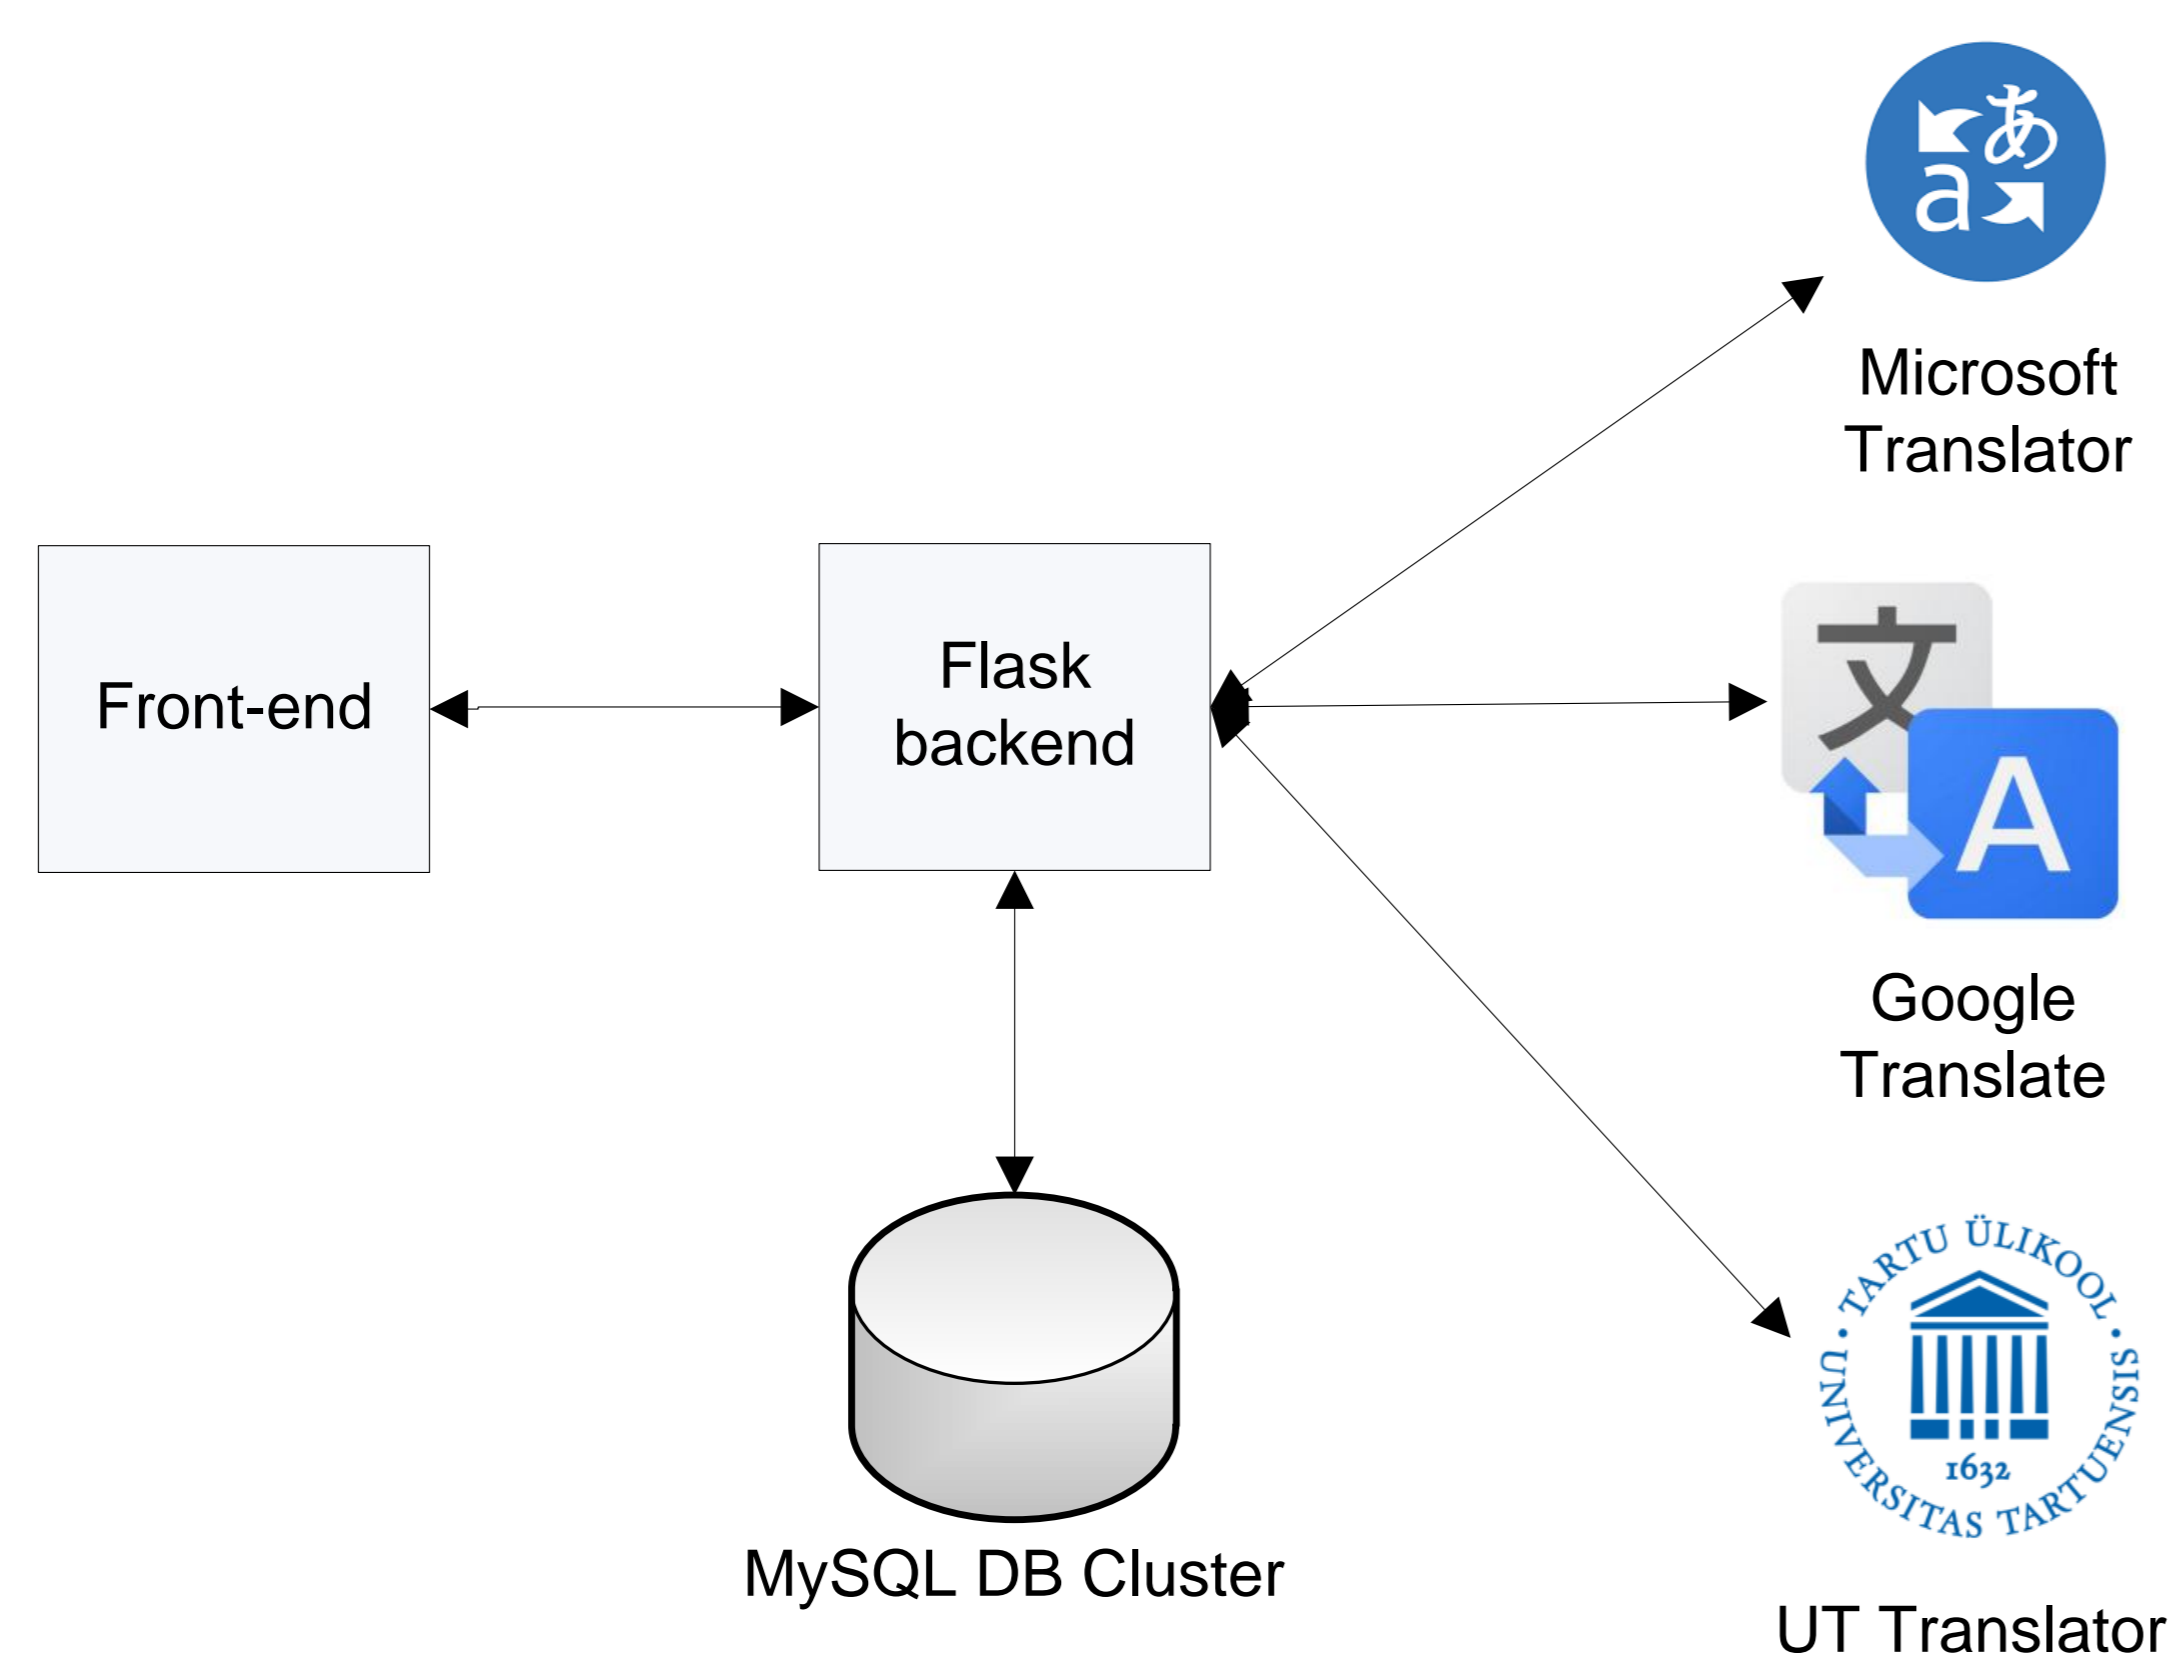 あ
a
Microsoft
Translator
Front-end
Flask
backend
文
A
Google
Translate
TARTU ÜLIKOOL
UNIVERSITAS TARTUENSIS
1632
MySQL DB Cluster
UT Translator